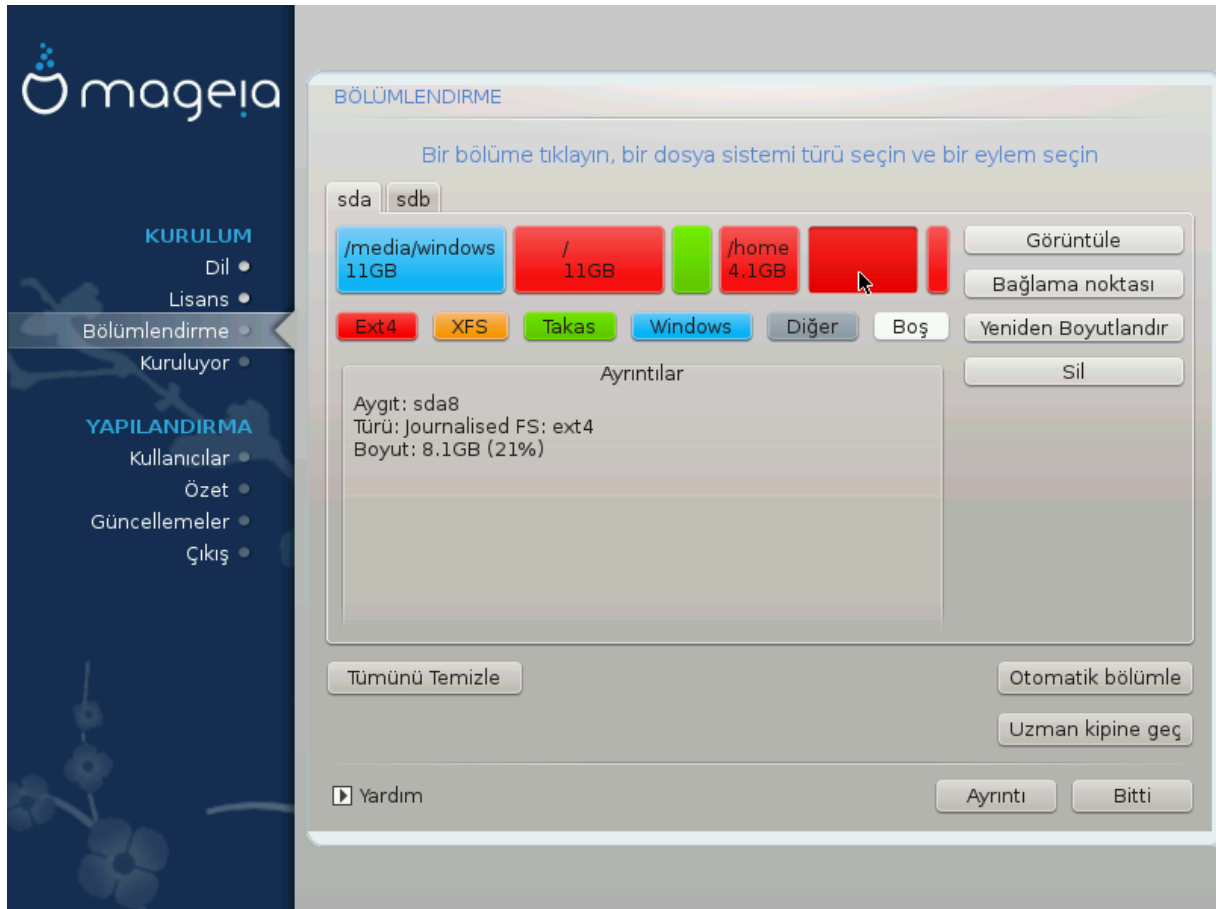 mageia
KURULUM
Dil
Lisans
Bölümlendirme
Kuruluyor
YAPILANDIRMA
Kullanıcılar
Özet
Güncellemeler
Çıkış
BÖLÜMLENDIRME
Bir bölüme tıklayın, bir dosya sistemi türü seçin ve bir eylem seçin
sda sdb
/media/windows
11GB
/
11GB
/home
4.1GB
Ext4 XFS Takas Windows Diğer Boş
Görüntüle
Bağlama noktası
Yeniden Boyutlandır
Sil
Ayrıntılar
Aygıt: sda8
Türü: Journalised FS: ext4
Boyut: 8.1GB (21%)
Tümünü Temizle
Otomatik bölümle
Uzman kipine geç
Yardım
Ayrıntı
Bitti